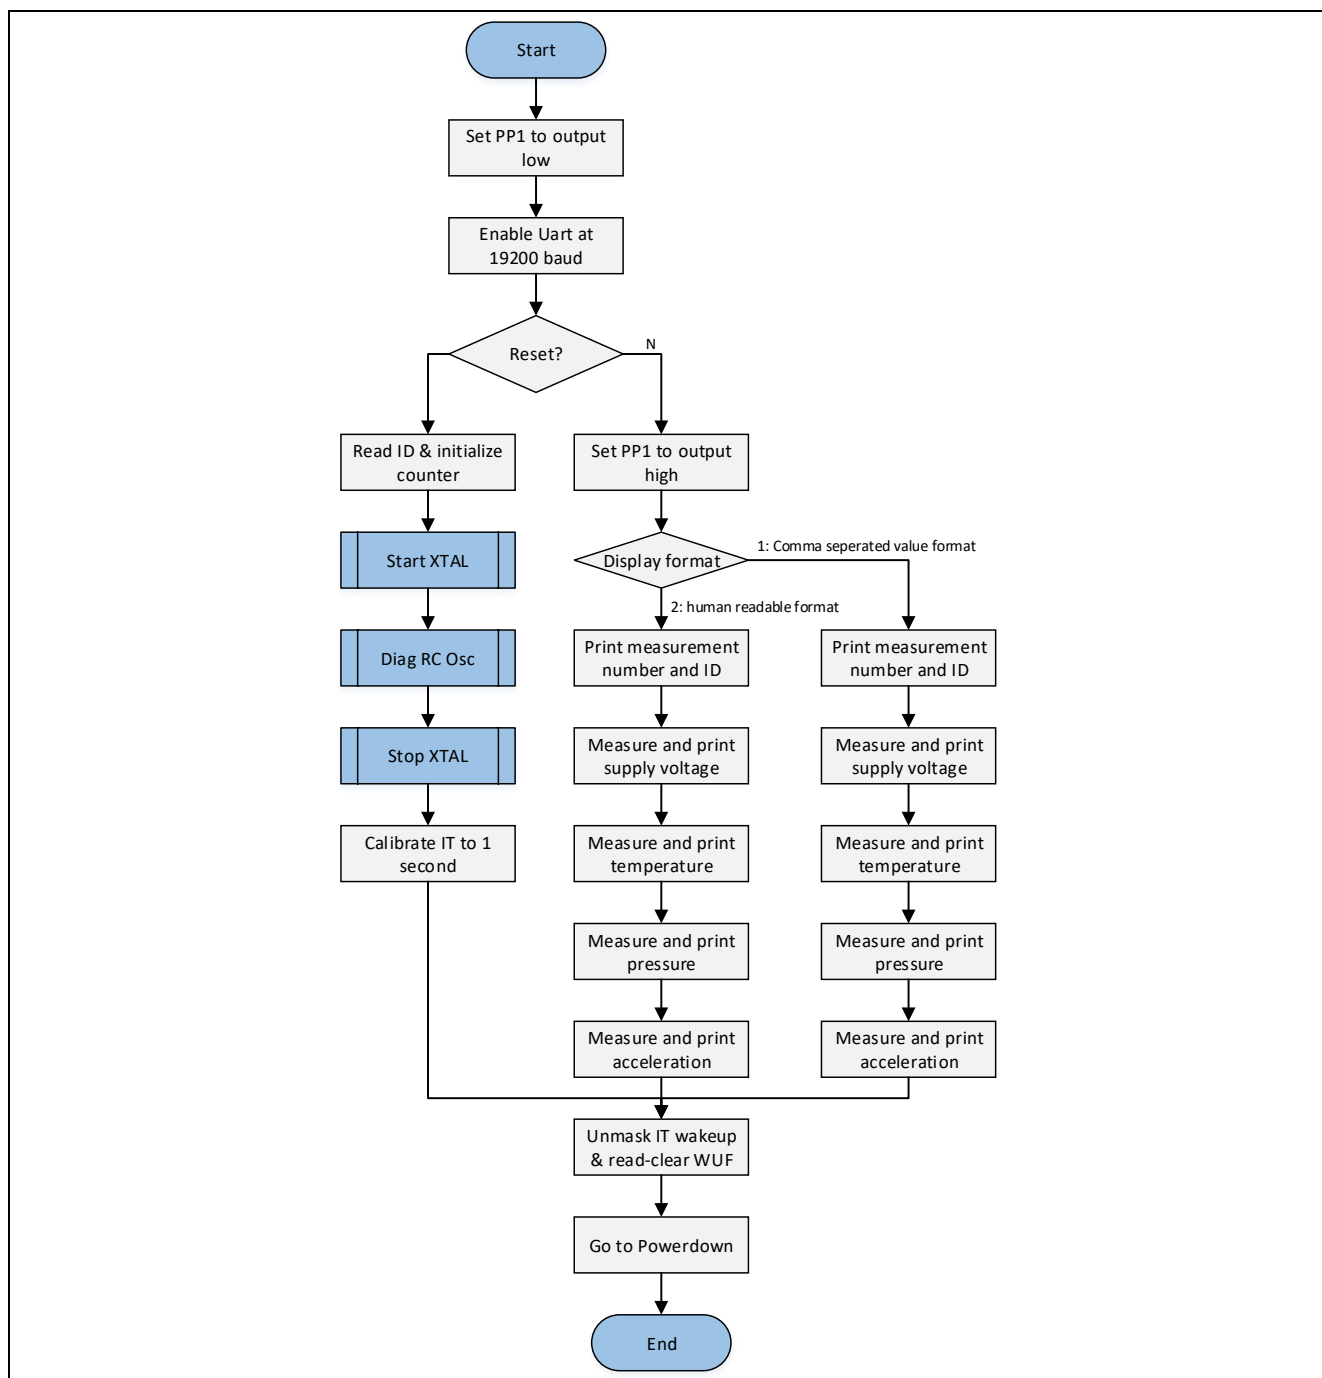 Start
Set PP1 to output
low
Enable Uart at
19200 baud
Reset?
N
Read ID & initialize
counter
Start XTAL
Diag RC Osc
Stop XTAL
Calibrate IT to 1
second
Set PP1 to output
high
Display format
1: Comma seperated value format
2: human readable format
Print measurement
number and ID
Measure and print
supply voltage
Measure and print
temperature
Measure and print
pressure
Measure and print
acceleration
Print measurement
number and ID
Measure and print
supply voltage
Measure and print
temperature
Measure and print
pressure
Measure and print
acceleration
Unmask IT wakeup
& read-clear WUF
Go to Powerdown
End